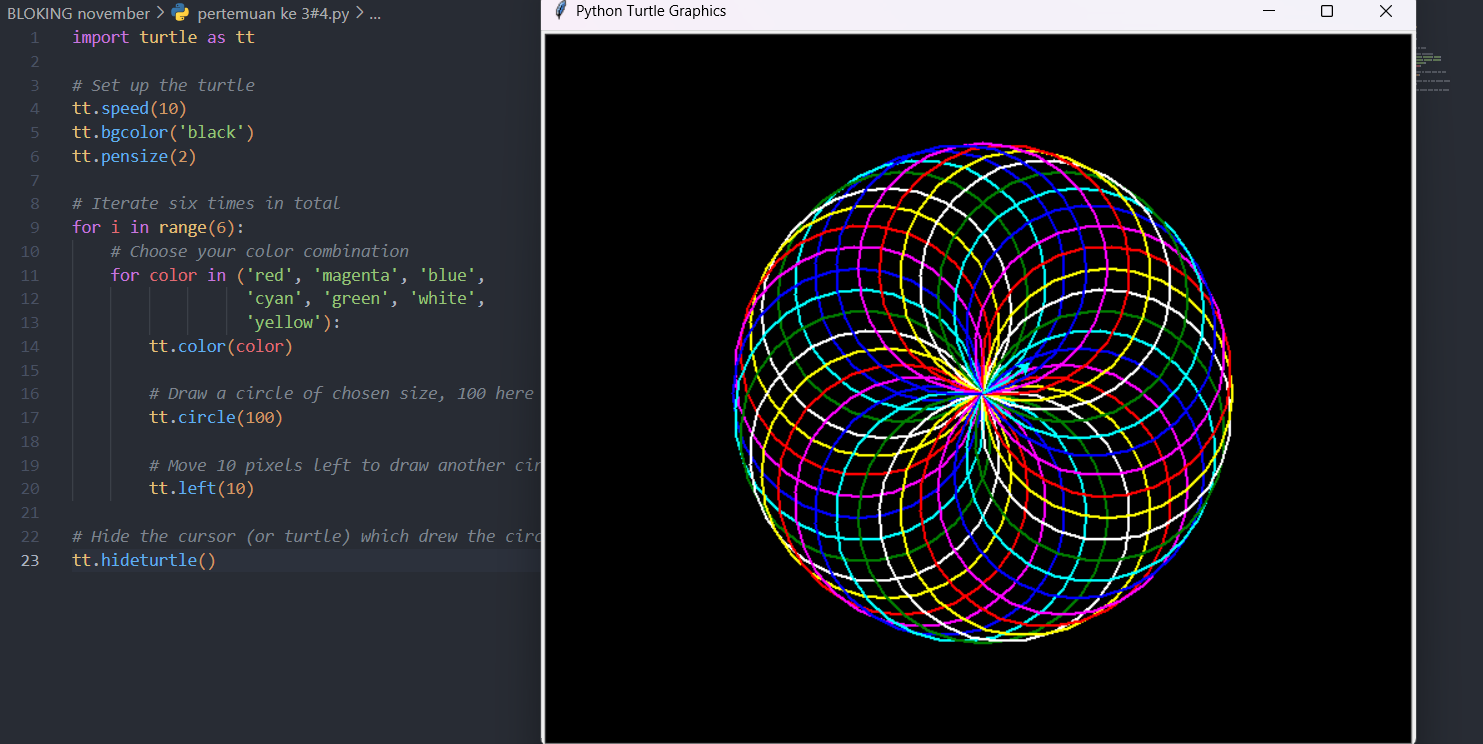 BLOKING november > pertemuan ke 3#4.py > ...
Python Turtle Graphics
1 import turtle as tt
2
3 # Set up the turtle
4 tt.speed(10)
5 tt.bgcolor('black')
6 tt.pensize(2)
7
8 # Iterate six times in total
9 for i in range(6):
10 # Choose your color combination
11 for color in ('red', 'magenta', 'blue',
12 'cyan', 'green', 'white',
13 'yellow'):
14 tt.color(color)
15
16 # Draw a circle of chosen size, 100 here
17 tt.circle(100)
18
19 # Move 10 pixels left to draw another cir
20 tt.left(10)
21
22 # Hide the cursor (or turtle) which drew the circ
23 tt.hideturtle()